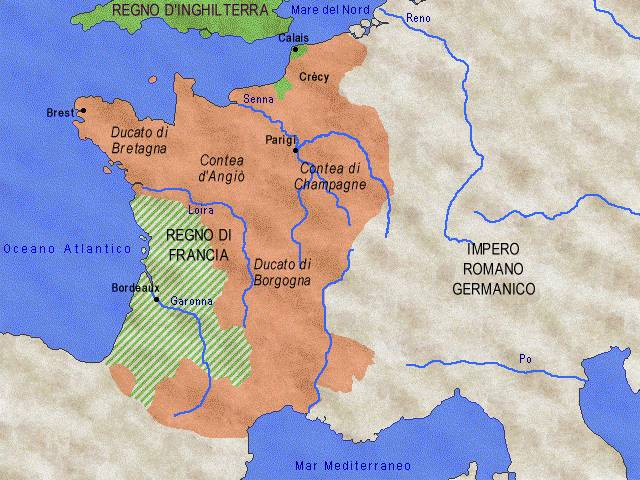 REGNO D'INGHILTERRA
Mare del Nord
Reno
Calais
Crècy
Senna
Brest
Ducato di
Bretagna
Parigi
Contea
d'Angiò
Contea di
Champagne
Loira
REGNO DI
FRANCIA
Oceano Atlantico
IMPERO
ROMANO
GERMANICO
Ducato di
Borgogna
Bordeaux
Garonna
Po
Mar Mediterraneo